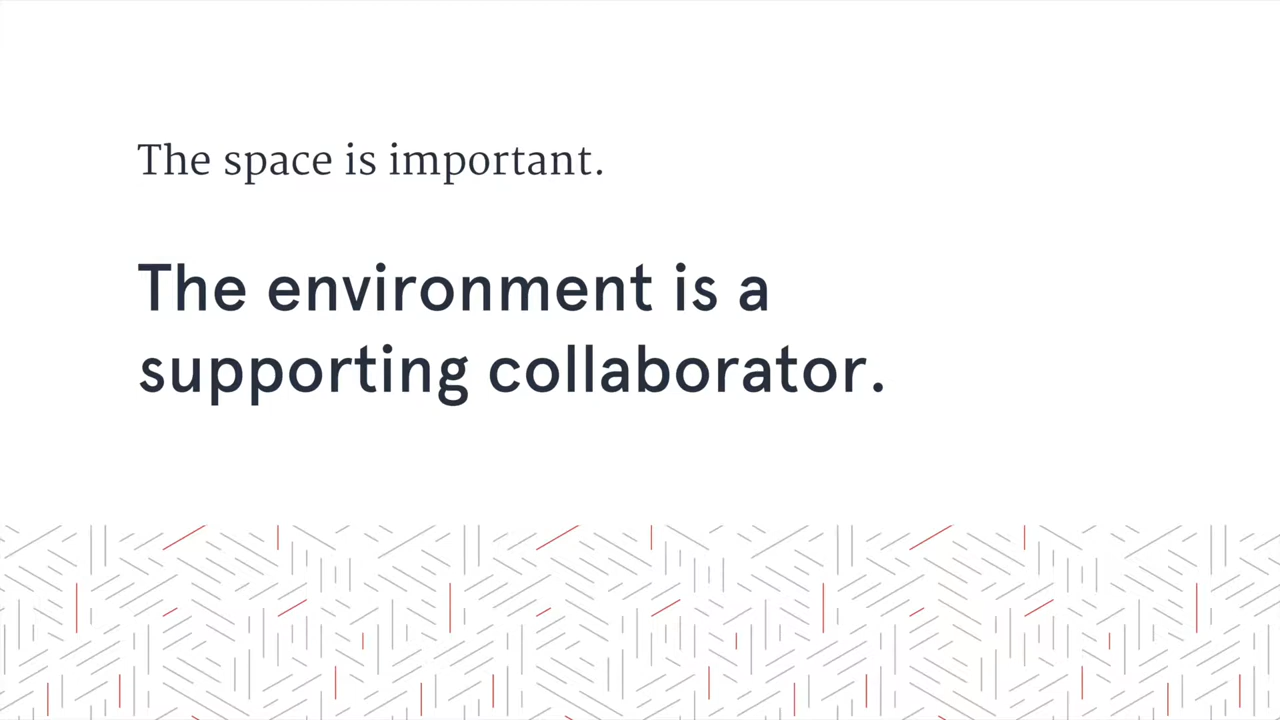 The space is important.
The environment is a
supporting collaborator.